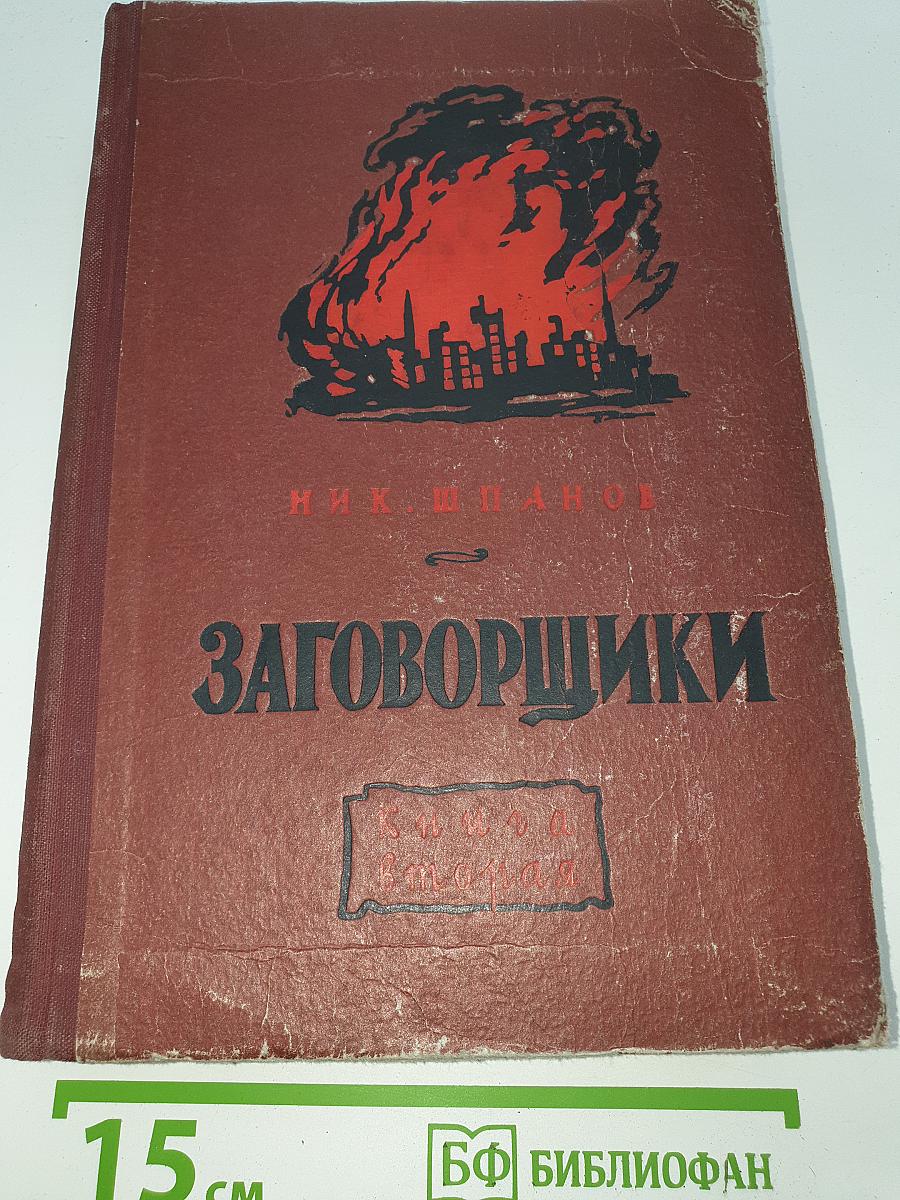 НИК. ШПАНОВ
ЗАГОВОРЩИКИ
книга
вторая
15 см
БФ БИБЛИОФАН